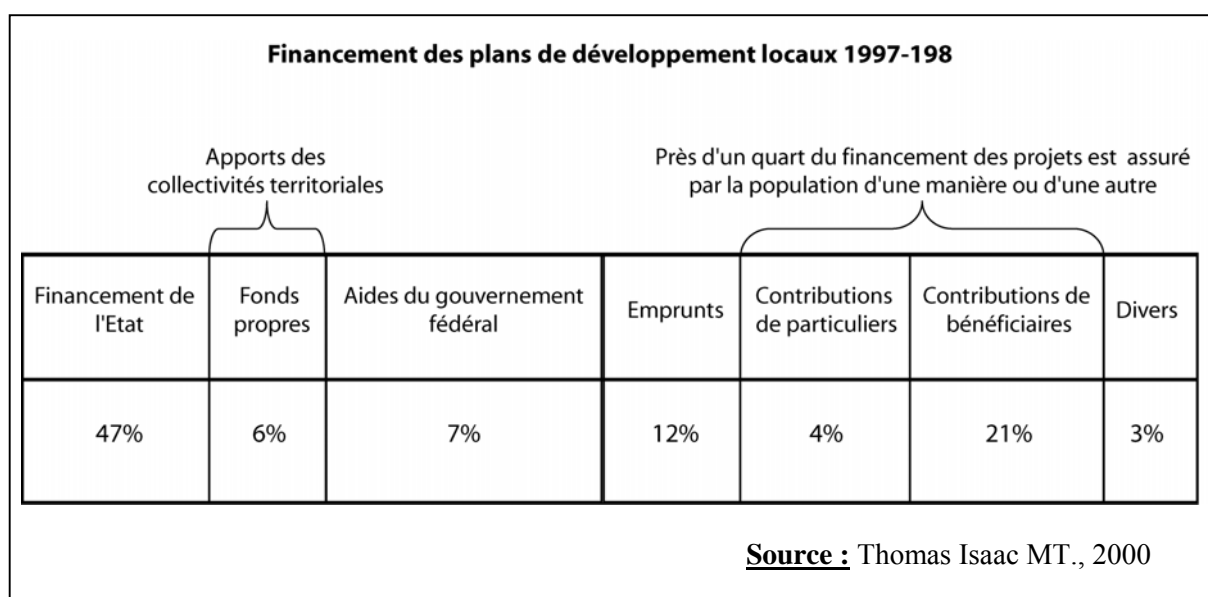 Financement des plans de développement locaux 1997-198
Apports des
collectivités territoriales
Près d'un quart du financement des projets est assuré
par la population d'une manière ou d'une autre
Financement de
l'Etat
Fonds
propres
Aides du gouvernement
fédéral
Emprunts
Contributions
de particuliers
Contributions de
bénéficiaires
Divers
47%
6%
7%
12%
4%
21%
3%
Source : Thomas Isaac MT., 2000